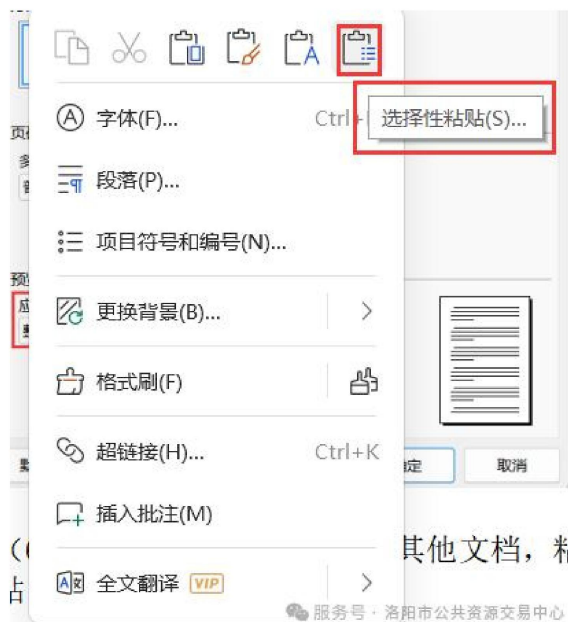 字体(F)...
Ctrl+
选择性粘贴(S)...
段落(P)...
项目符号和编号(N)...
更换背景(B)...
格式刷(F)
超链接(H)...
Ctrl+K
取消
插入批注(M)
其他文档，粘
全文翻译 VIP
服务号·洛阳市公共资源交易中心